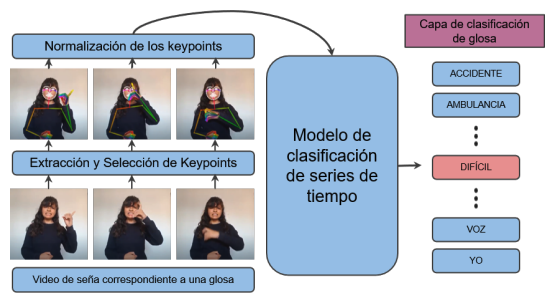 Normalización de los keypoints
Extracción y Selección de Keypoints
Video de seña correspondiente a una glosa
Modelo de
clasificación
de series de
tiempo
Capa de clasificación
de glosa
ACCIDENTE
AMBULANCIA
DIFÍCIL
VOZ
YO